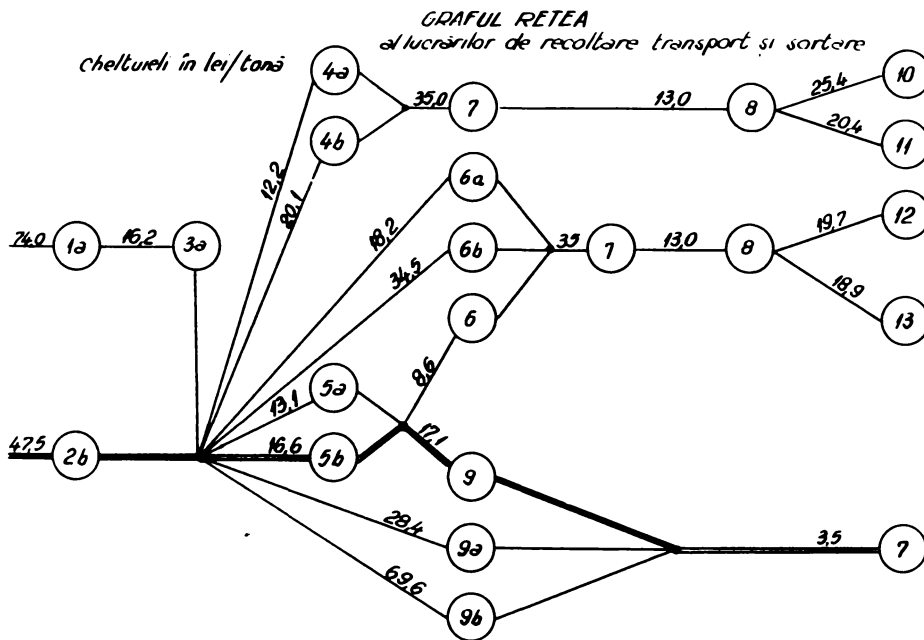 GRAFUL RETEA
al lucrărilor de recoltare transport și sortare
cheltuieli în lei/tonă
4a
35,0
7
13,0
8
25,4
10
20,4
11
4b
12,2
20,1
6a
18,2
74,0
1a
16,2
3a
34,5
6b
35
7
13,0
8
19,7
12
18,9
13
6
8,6
5a
13,1
47,5
2b
16,6
5b
17,1
9
28,4
9a
3,5
7
69,6
9b